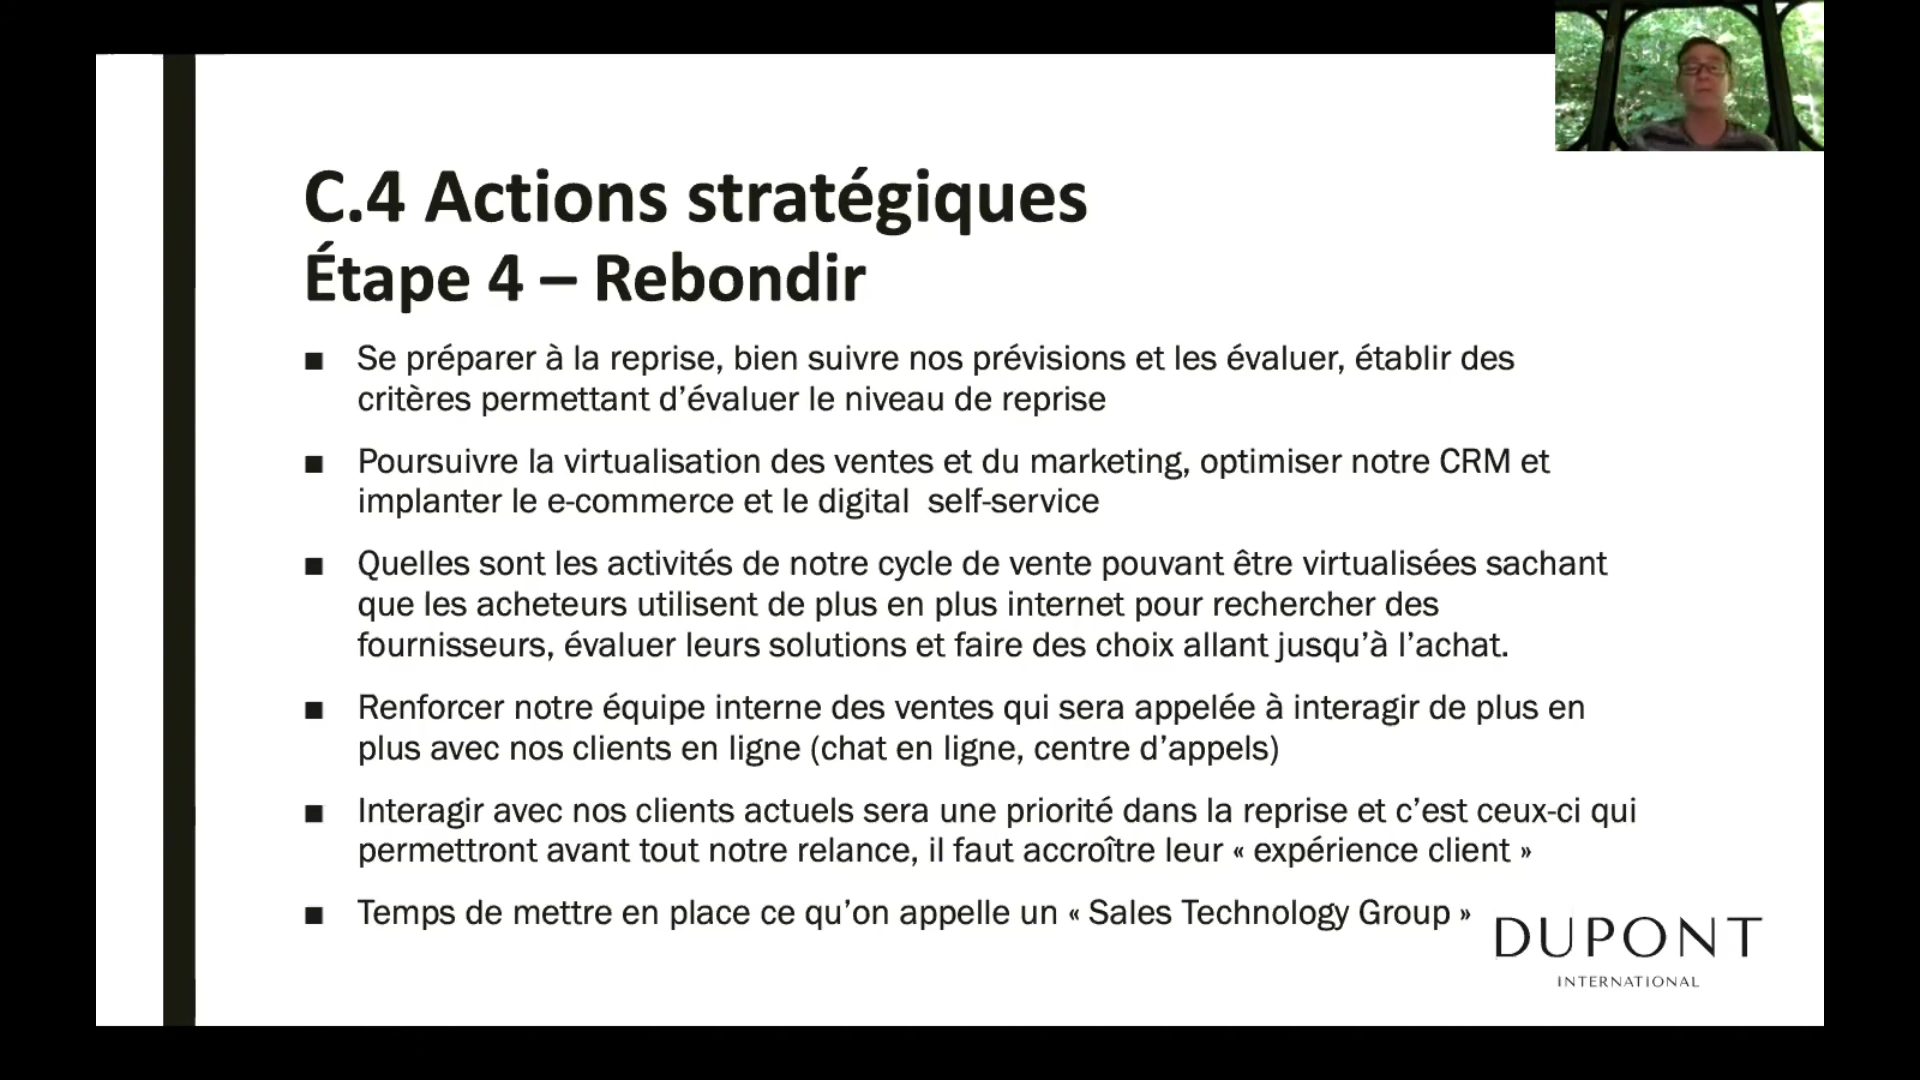 C.4 Actions stratégiques
Étape 4 – Rebondir
■ Se préparer à la reprise, bien suivre nos prévisions et les évaluer, établir des
critères permettant d’évaluer le niveau de reprise
■ Poursuivre la virtualisation des ventes et du marketing, optimiser notre CRM et
implanter le e-commerce et le digital  self-service
■ Quelles sont les activités de notre cycle de vente pouvant être virtualisées sachant
que les acheteurs utilisent de plus en plus internet pour rechercher des
fournisseurs, évaluer leurs solutions et faire des choix allant jusqu’à l’achat.
■ Renforcer notre équipe interne des ventes qui sera appelée à interagir de plus en
plus avec nos clients en ligne (chat en ligne, centre d’appels)
■ Interagir avec nos clients actuels sera une priorité dans la reprise et c’est ceux-ci qui
permettront avant tout notre relance, il faut accroître leur « expérience client »
■ Temps de mettre en place ce qu’on appelle un « Sales Technology Group »
DUPONT
INTERNATIONAL